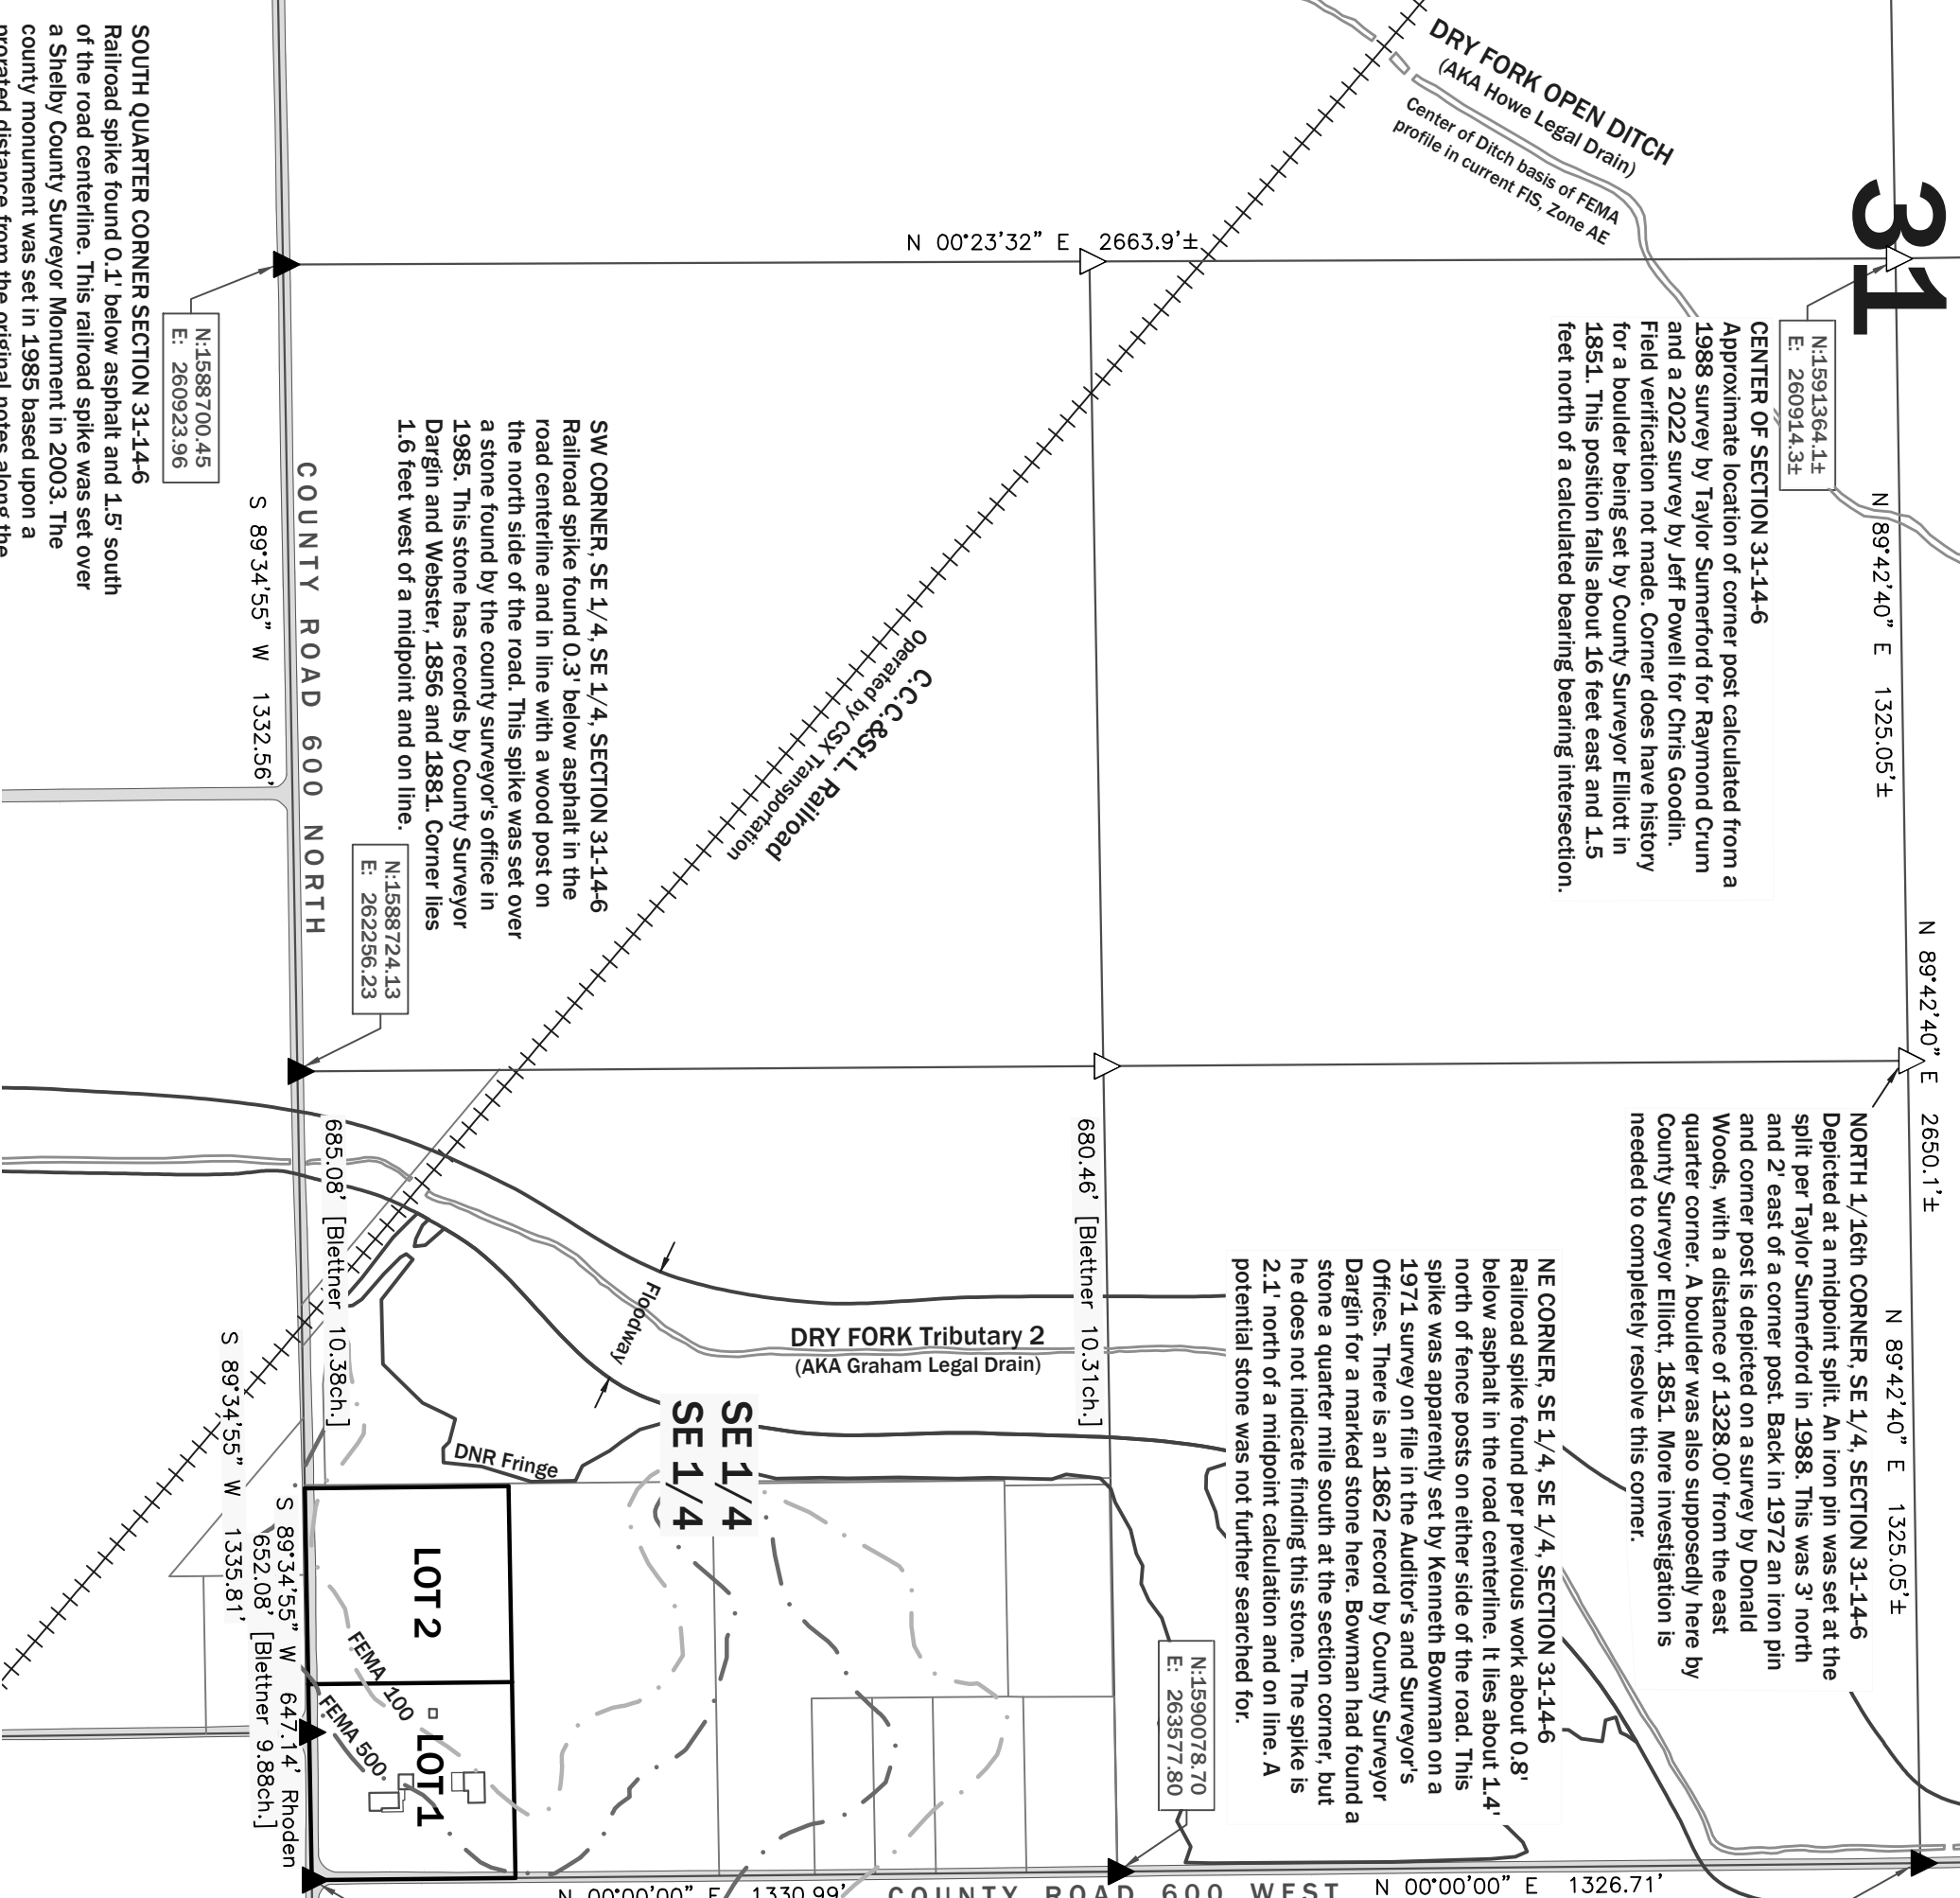 31
DRY FORK OPEN DITCH
(AKA Howe Legal Drain)
Center of Ditch basis of FEMA
profile in current FIS, Zone AE
N 00°23'32" E 2663.9'±
N:1591364.1±
E: 260914.3±
N 89°42'40" E 1325.05'±
N 89°42'40" E 2650.1'±
N 89°42'40" E 1325.05'±
CENTER OF SECTION 31-14-6
Approximate location of corner post calculated from a
1988 survey by Taylor Sumerford for Raymond Crum
and a 2022 survey by Jeff Powell for Chris Goodin.
Field verification not made. Corner does have history
for a boulder being set by County Surveyor Elliott in
1851. This position falls about 16 feet east and 1.5
feet north of a calculated bearing bearing intersection.
NORTH 1/16th CORNER, SE 1/4, SECTION 31-14-6
Depicted at a midpoint split. An iron pin was set at the
split per Taylor Summerford in 1988. This was 3' north
and 2' east of a corner post. Back in 1972 an iron pin
and corner post is depicted on a survey by Donald
Woods, with a distance of 1328.00' from the east
quarter corner. A boulder was also supposedly here by
County Surveyor Elliott, 1851. More investigation is
needed to completely resolve this corner.
NE CORNER, SE 1/4, SE 1/4, SECTION 31-14-6
Railroad spike found per previous work about 0.8'
below asphalt in the road centerline. It lies about 1.4'
north of fence posts on either side of the road. This
spike was apparently set by Kenneth Bowman on a
1971 survey on file in the Auditor's and Surveyor's
Offices. There is an 1862 record by County Surveyor
Dargin for a marked stone here. Bowman had found a
stone a quarter mile south at the section corner, but
he does not indicate finding this stone. The spike is
2.1' north of a midpoint calculation and on line. A
potential stone was not further searched for.
N:1590078.70
E: 263577.80
680.46' [Blettner 10.31ch.]
C.C.C.&St.L. Railroad
Operated by CSX Transportation
DRY FORK Tributary 2
(AKA Graham Legal Drain)
Floodway
DNR Fringe
SE 1/4
SE 1/4
SW CORNER, SE 1/4, SE 1/4, SECTION 31-14-6
Railroad spike found 0.3' below asphalt in the
road centerline and in line with a wood post on
the north side of the road. This spike was set over
a stone found by the county surveyor's office in
1985. This stone has records by County Surveyor
Dargin and Webster, 1856 and 1881. Corner lies
1.6 feet west of a midpoint and on line.
N:1588724.13
E: 262256.23
685.08' [Blettner 10.38ch.]
COUNTY ROAD 600 NORTH
S 89°34'55" W 1332.56'
N:1588700.45
E: 260923.96
SOUTH QUARTER CORNER SECTION 31-14-6
Railroad spike found 0.1' below asphalt and 1.5' south
of the road centerline. This railroad spike was set over
a Shelby County Surveyor Monument in 2003. The
county monument was set in 1985 based upon a
prorated distance from the original notes along the
LOT 2
LOT 1
FEMA 100
FEMA 500
S 89°34'55" W 647.14' Rhoden
652.08' [Blettner 9.88ch.]
S 89°34'55" W 1335.81'
N 00°00'00" E 1330.99'
COUNTY ROAD 600 WEST
N 00°00'00" E 1326.71'